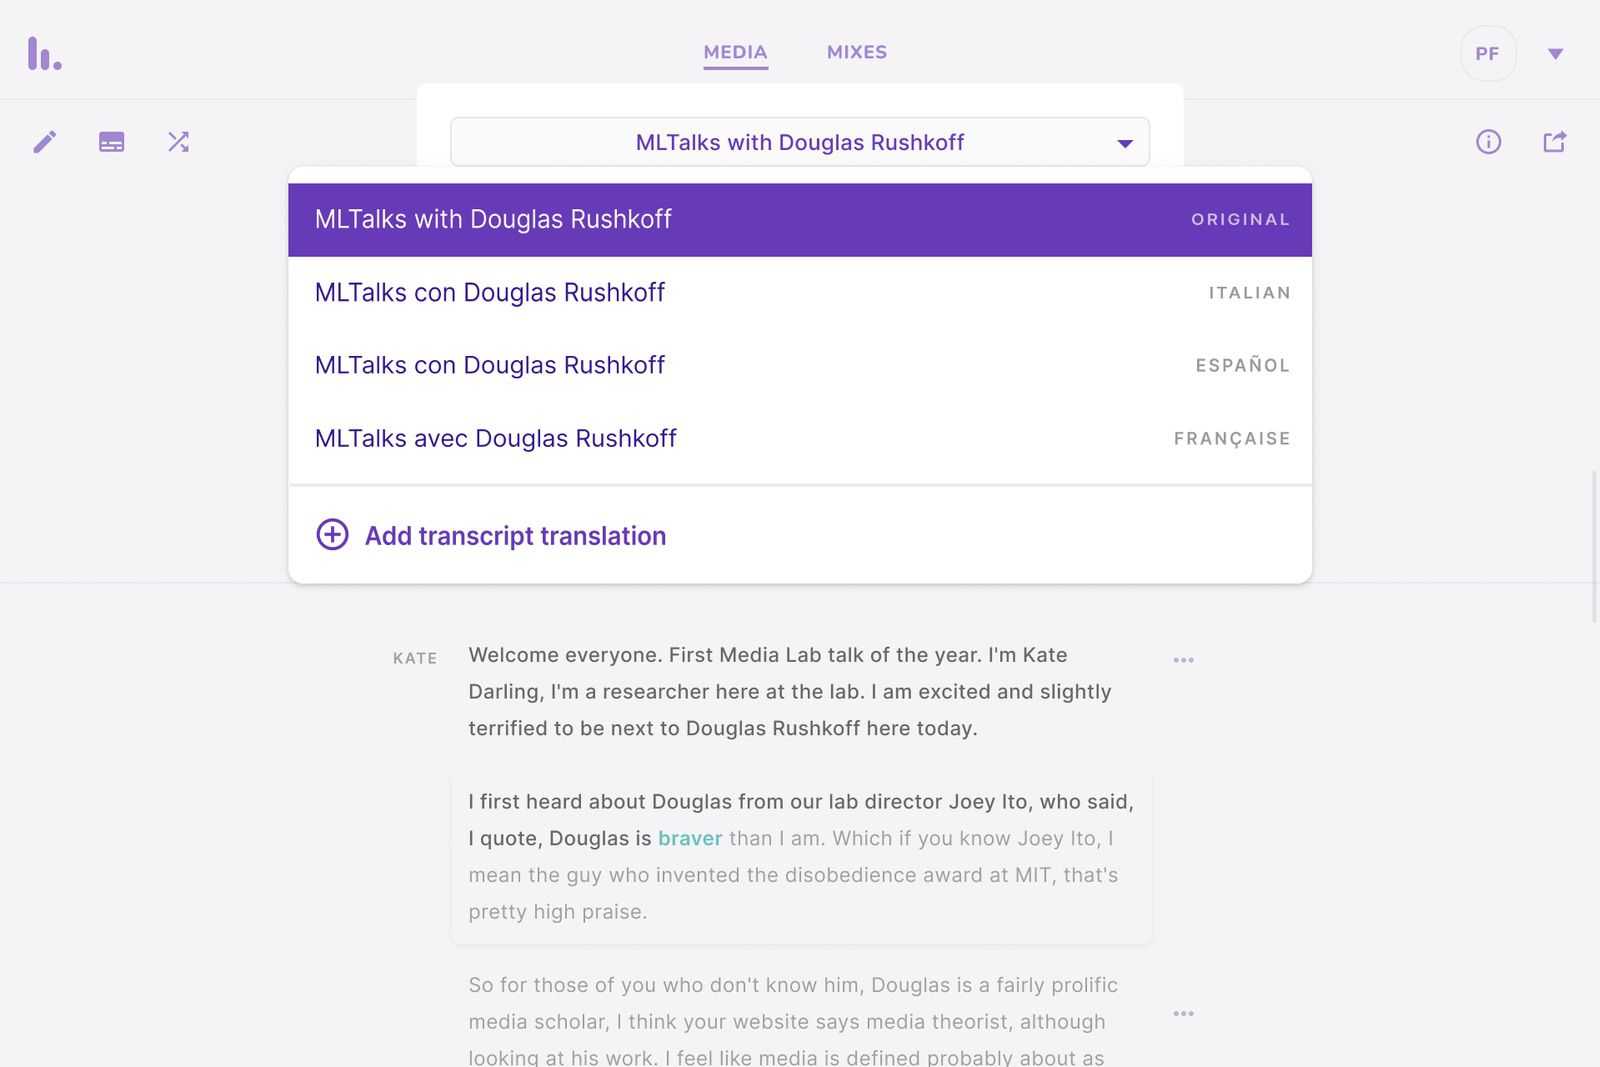 MEDIA
MIXES
PF
MLTalks with Douglas Rushkoff
MLTalks with Douglas Rushkoff ORIGINAL
MLTalks con Douglas Rushkoff ITALIAN
MLTalks con Douglas Rushkoff ESPAÑOL
MLTalks avec Douglas Rushkoff FRANÇAISE
Add transcript translation
KATE
Welcome everyone. First Media Lab talk of the year. I'm Kate
Darling, I'm a researcher here at the lab. I am excited and slightly
terrified to be next to Douglas Rushkoff here today.
I first heard about Douglas from our lab director Joey Ito, who said,
I quote, Douglas is braver than I am. Which if you know Joey Ito, I
mean the guy who invented the disobedience award at MIT, that's
pretty high praise.
So for those of you who don't know him, Douglas is a fairly prolific
media scholar, I think your website says media theorist, although
looking at his work. I feel like media is defined probably about as